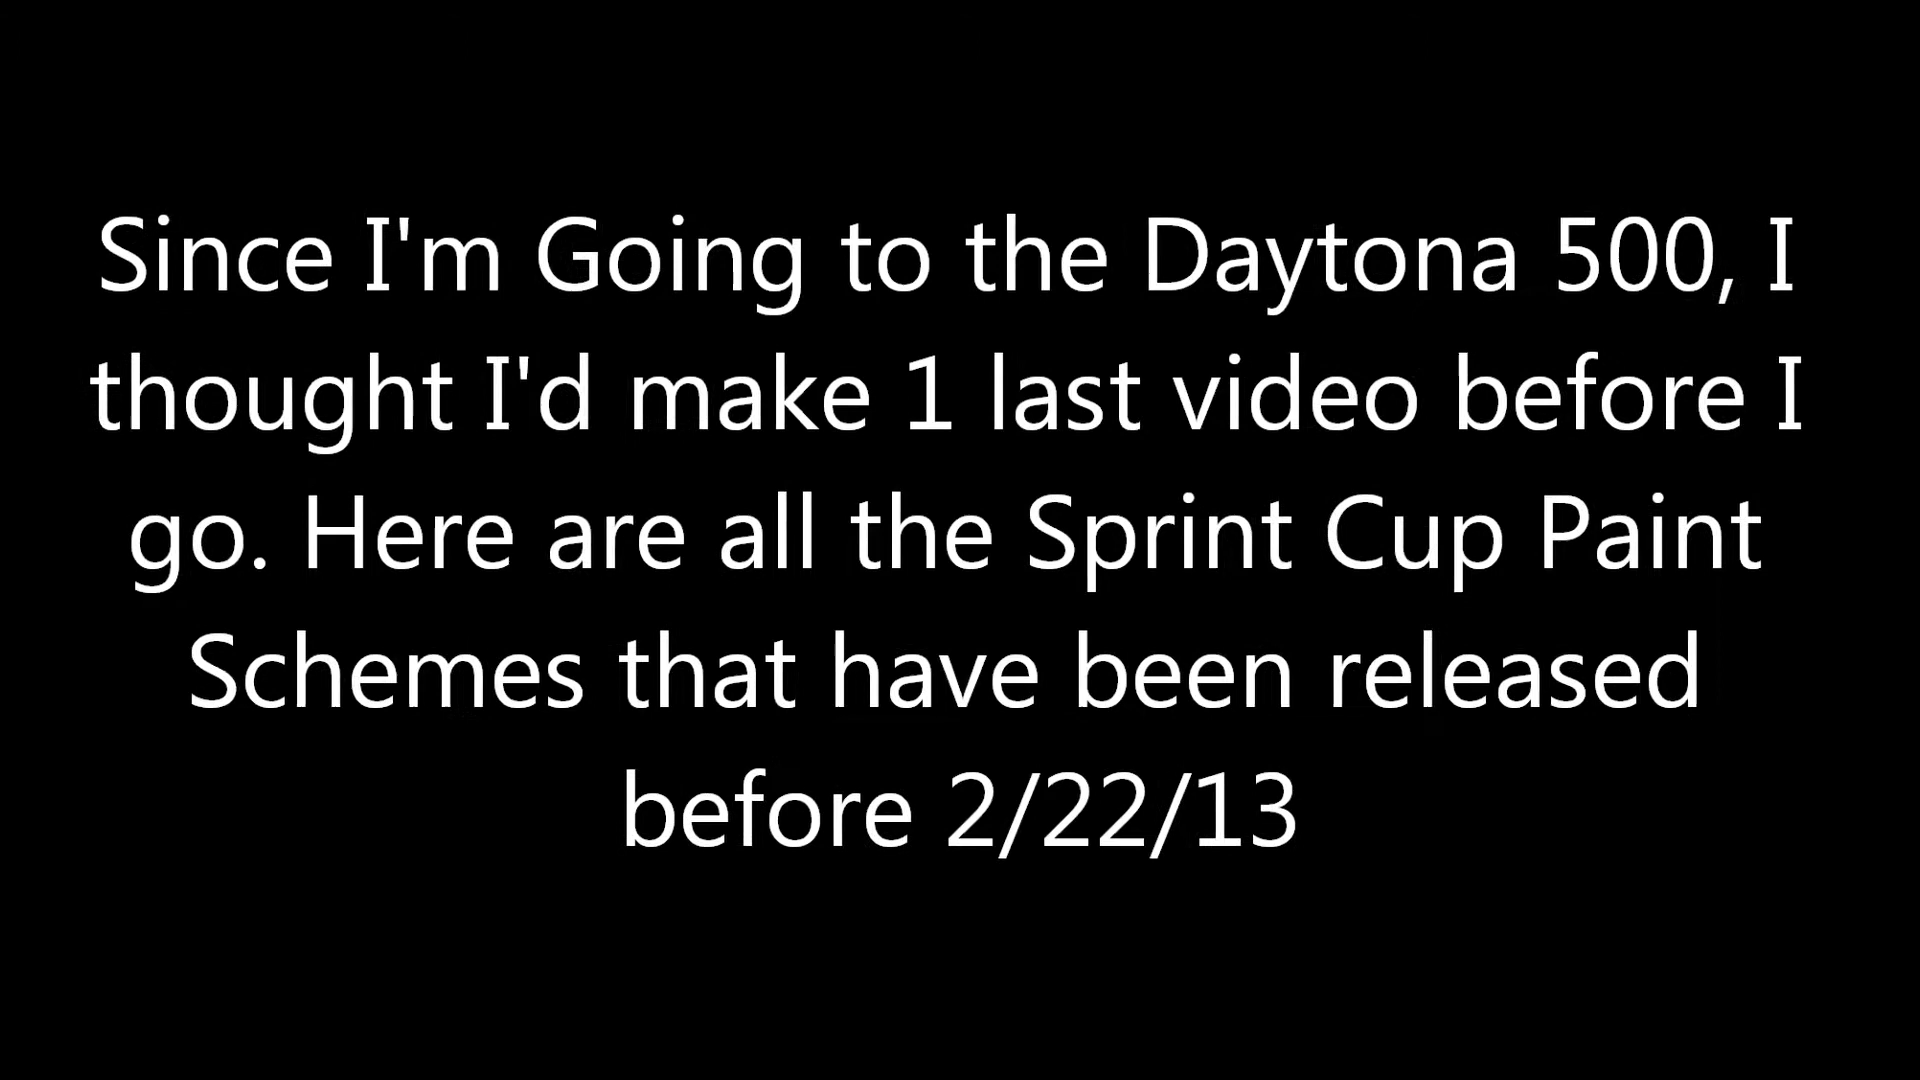 Since I'm Going to the Daytona 500, I
thought I'd make 1 last video before I
go. Here are all the Sprint Cup Paint
Schemes that have been released
before 2/22/13